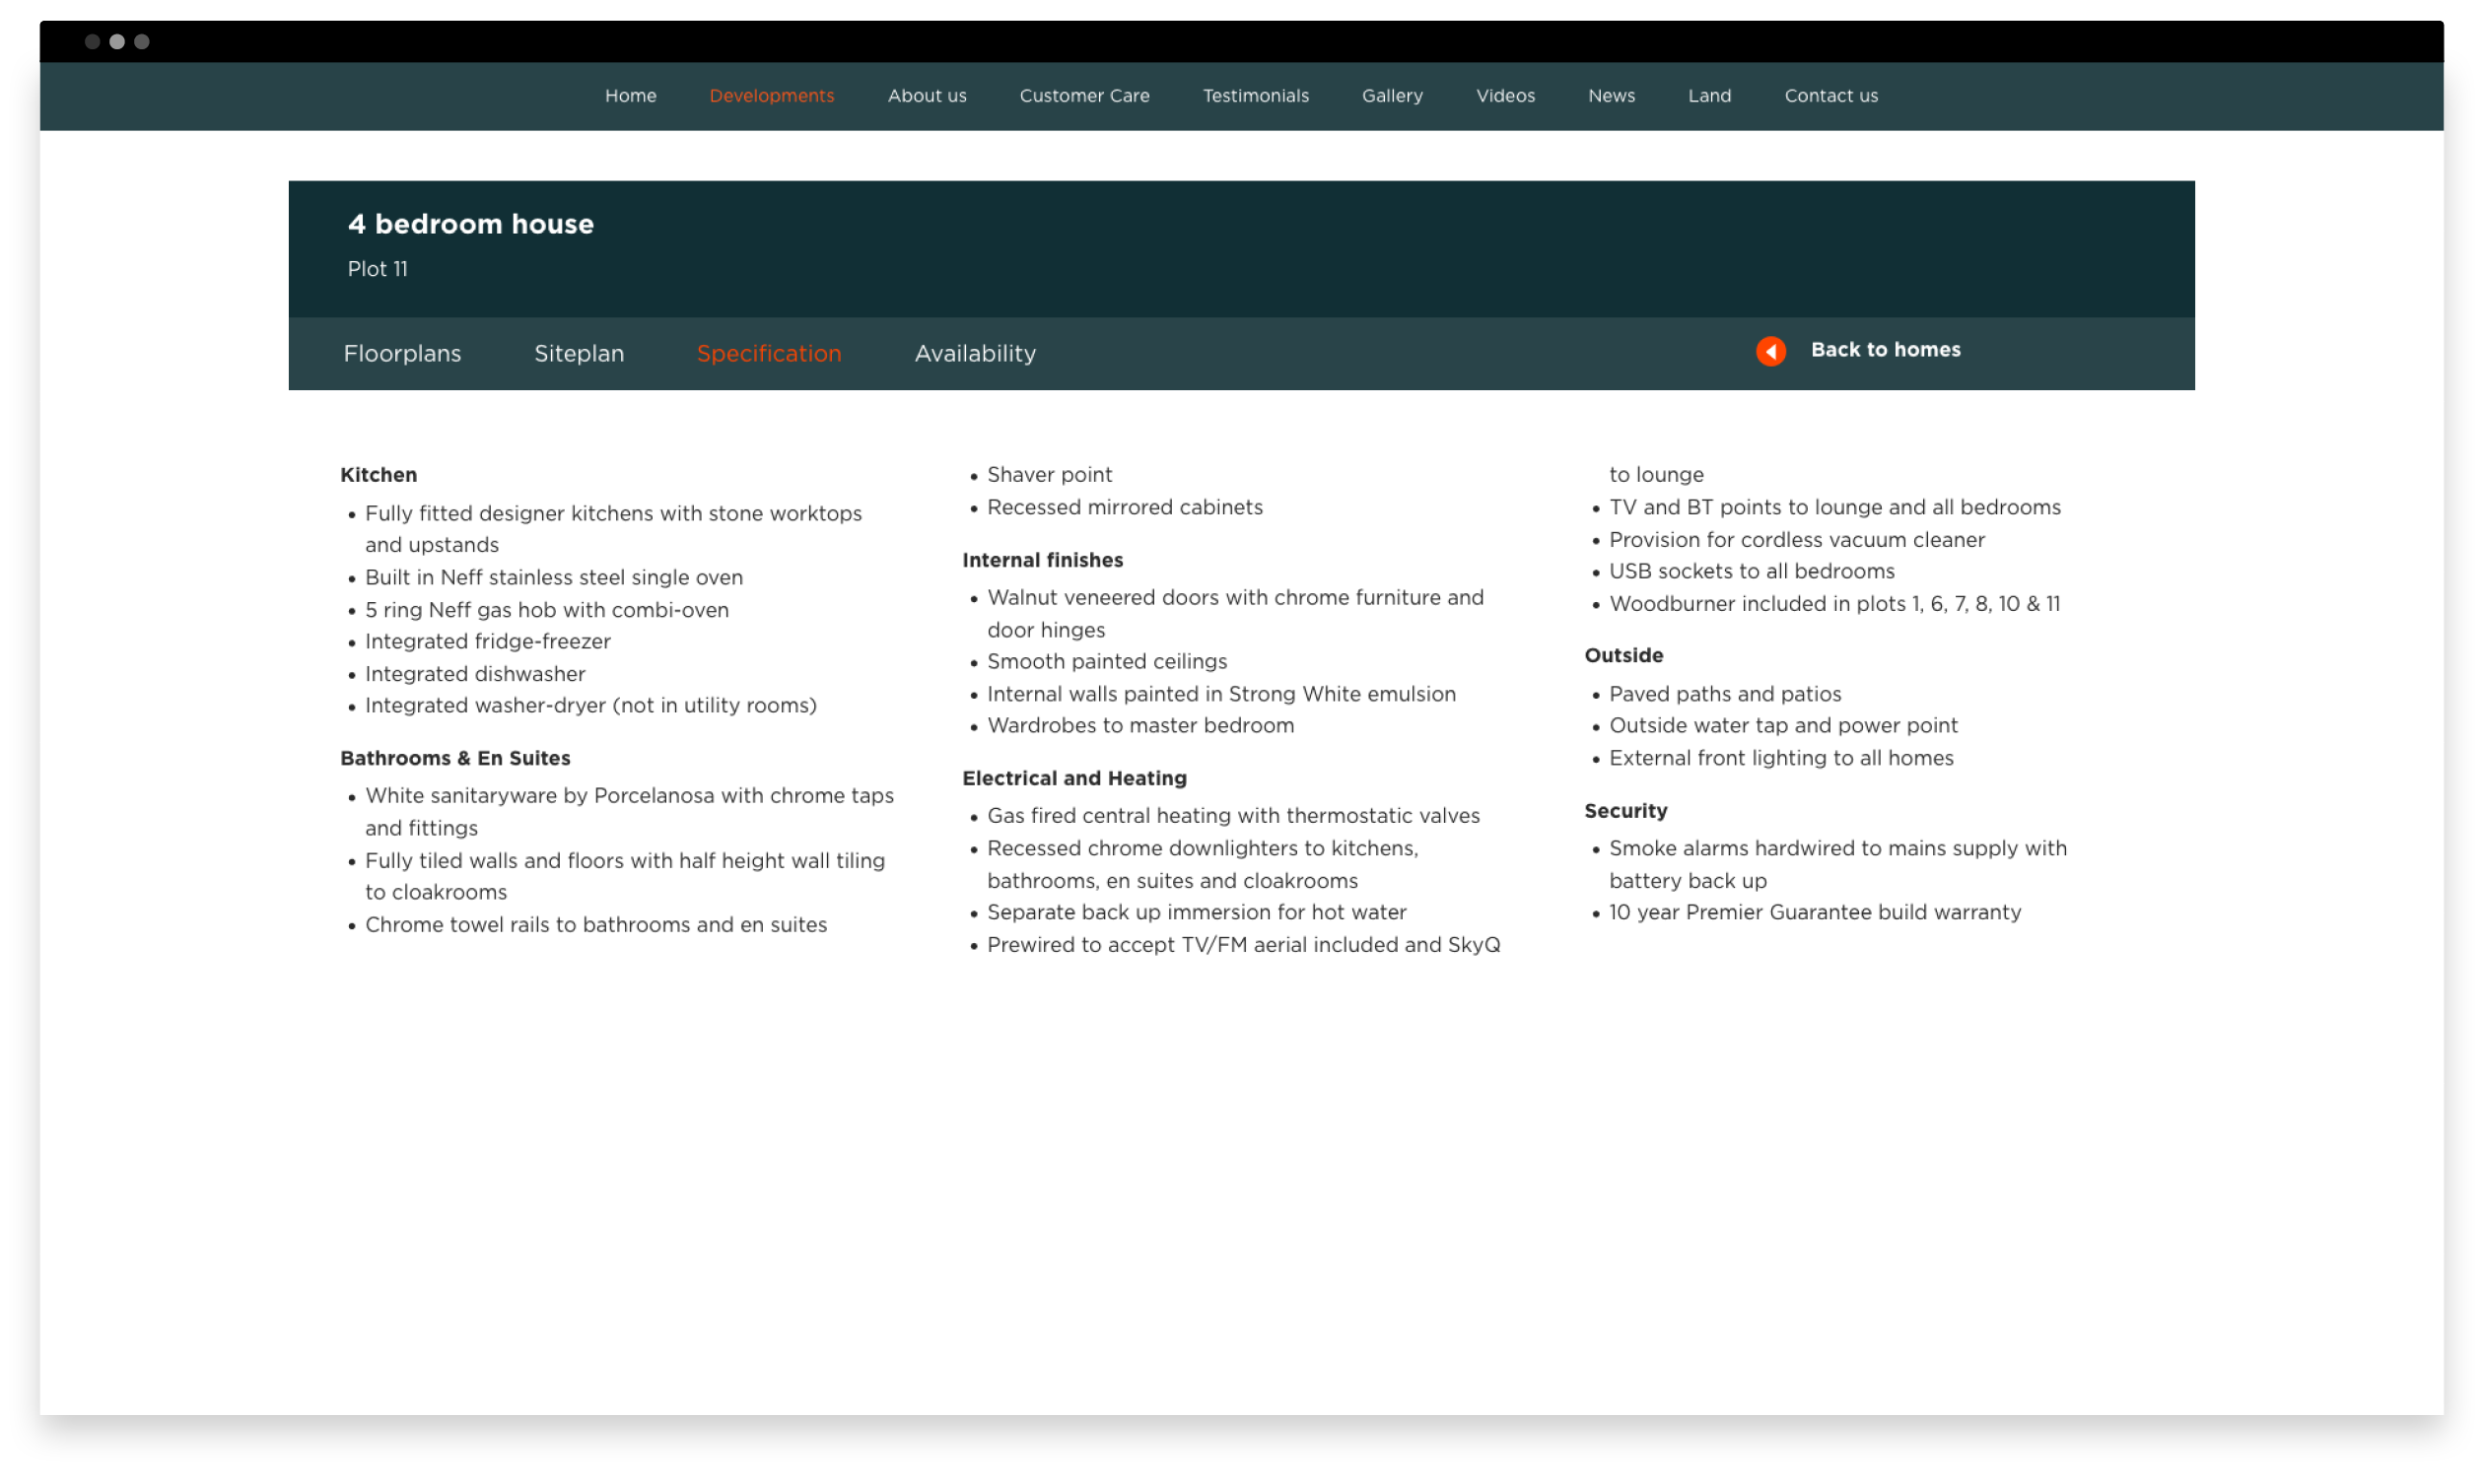 Home Developments About us Customer Care Testimonials Gallery Videos News Land Contact us
4 bedroom house
Plot 11
Floorplans Siteplan Specification Availability Back to homes
Kitchen
Fully fitted designer kitchens with stone worktops
and upstands
Built in Neff stainless steel single oven
5 ring Neff gas hob with combi-oven
Integrated fridge-freezer
Integrated dishwasher
Integrated washer-dryer (not in utility rooms)
Bathrooms & En Suites
White sanitaryware by Porcelanosa with chrome taps
and fittings
Fully tiled walls and floors with half height wall tiling
to cloakrooms
Chrome towel rails to bathrooms and en suites
Shaver point
Recessed mirrored cabinets
Internal finishes
Walnut veneered doors with chrome furniture and
door hinges
Smooth painted ceilings
Internal walls painted in Strong White emulsion
Wardrobes to master bedroom
Electrical and Heating
Gas fired central heating with thermostatic valves
Recessed chrome downlighters to kitchens,
bathrooms, en suites and cloakrooms
Separate back up immersion for hot water
Prewired to accept TV/FM aerial included and SkyQ
to lounge
TV and BT points to lounge and all bedrooms
Provision for cordless vacuum cleaner
USB sockets to all bedrooms
Woodburner included in plots 1, 6, 7, 8, 10 & 11
Outside
Paved paths and patios
Outside water tap and power point
External front lighting to all homes
Security
Smoke alarms hardwired to mains supply with
battery back up
10 year Premier Guarantee build warranty